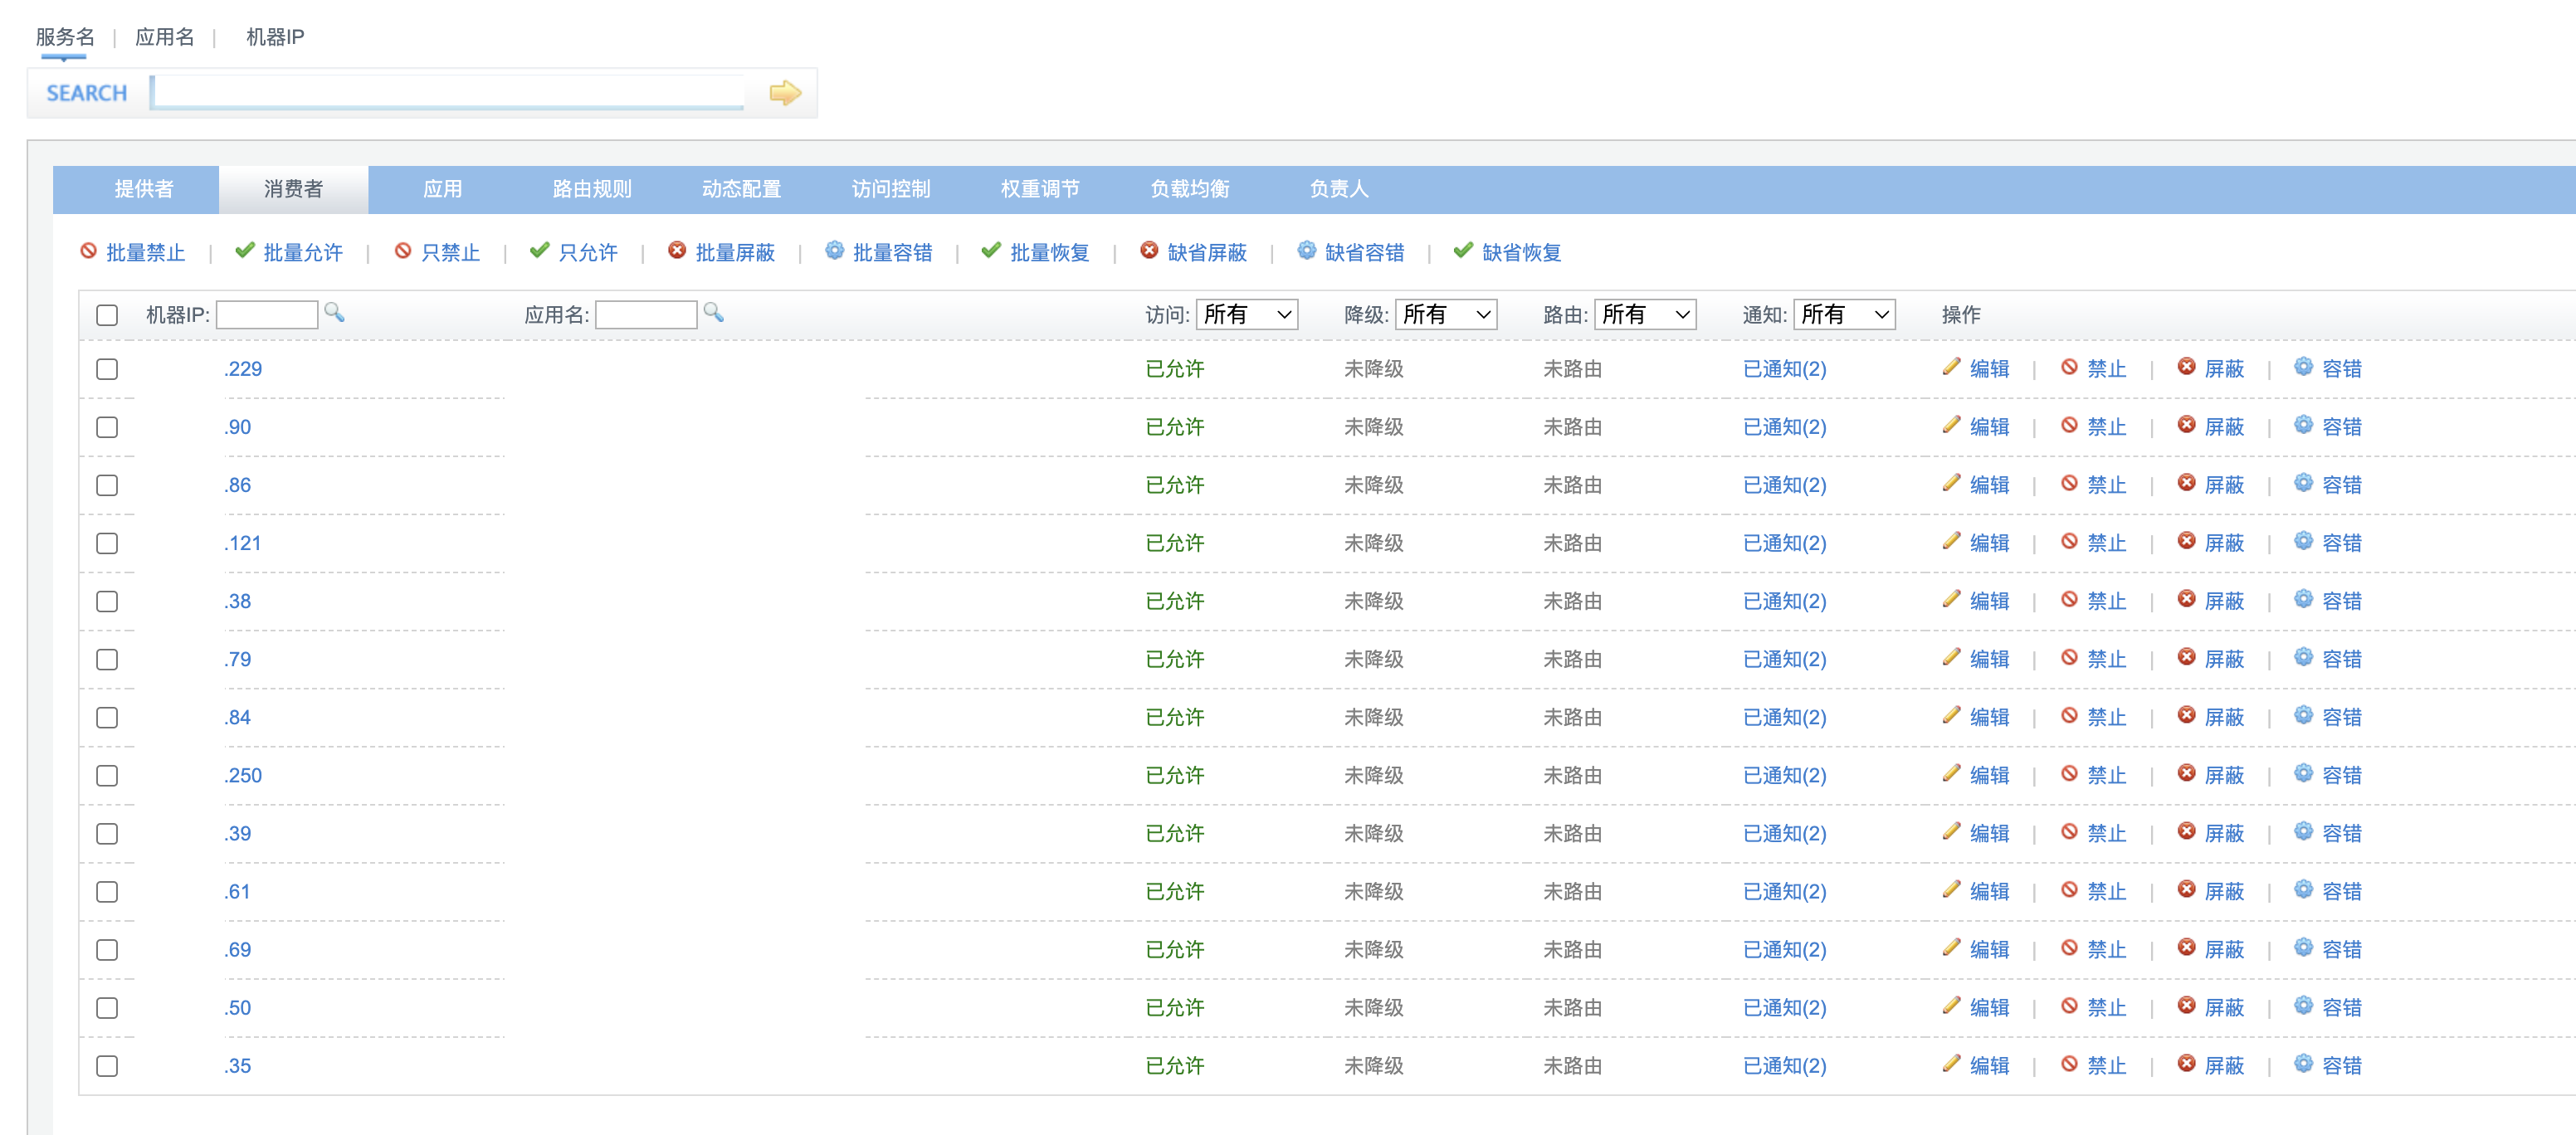 服务名 | 应用名 | 机器IP
SEARCH
提供者 消费者 应用 路由规则 动态配置 访问控制 权重调节 负载均衡 负责人
批量禁止 | 批量允许 | 只禁止 | 只允许 | 批量屏蔽 | 批量容错 | 批量恢复 | 缺省屏蔽 | 缺省容错 | 缺省恢复
机器IP: 应用名: 访问: 所有 降级: 所有 路由: 所有 通知: 所有 操作
.229 已允许 未降级 未路由 已通知(2) 编辑 | 禁止 | 屏蔽 | 容错
.90 已允许 未降级 未路由 已通知(2) 编辑 | 禁止 | 屏蔽 | 容错
.86 已允许 未降级 未路由 已通知(2) 编辑 | 禁止 | 屏蔽 | 容错
.121 已允许 未降级 未路由 已通知(2) 编辑 | 禁止 | 屏蔽 | 容错
.38 已允许 未降级 未路由 已通知(2) 编辑 | 禁止 | 屏蔽 | 容错
.79 已允许 未降级 未路由 已通知(2) 编辑 | 禁止 | 屏蔽 | 容错
.84 已允许 未降级 未路由 已通知(2) 编辑 | 禁止 | 屏蔽 | 容错
.250 已允许 未降级 未路由 已通知(2) 编辑 | 禁止 | 屏蔽 | 容错
.39 已允许 未降级 未路由 已通知(2) 编辑 | 禁止 | 屏蔽 | 容错
.61 已允许 未降级 未路由 已通知(2) 编辑 | 禁止 | 屏蔽 | 容错
.69 已允许 未降级 未路由 已通知(2) 编辑 | 禁止 | 屏蔽 | 容错
.50 已允许 未降级 未路由 已通知(2) 编辑 | 禁止 | 屏蔽 | 容错
.35 已允许 未降级 未路由 已通知(2) 编辑 | 禁止 | 屏蔽 | 容错